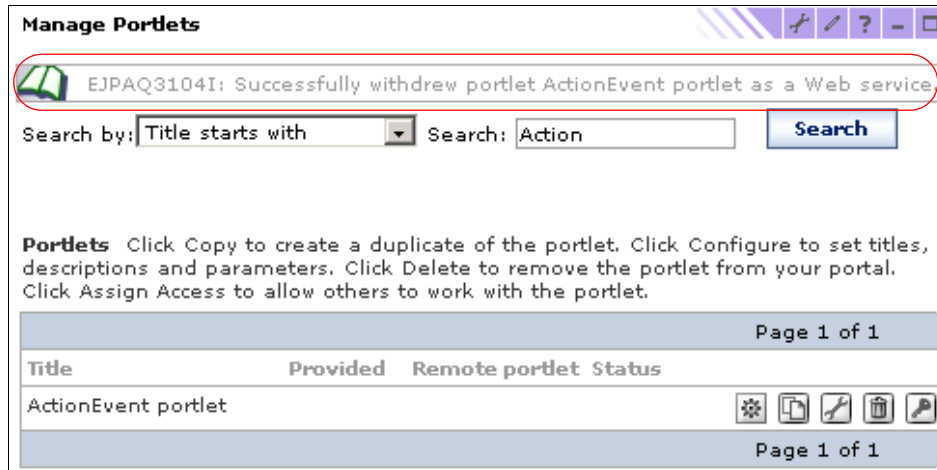 Manage Portlets
?
EJPAQ3104I: Successfully withdrew portlet ActionEvent portlet as a Web service.
Search by: Title starts with Search: Action Search
Portlets Click Copy to create a duplicate of the portlet. Click Configure to set titles,
descriptions and parameters. Click Delete to remove the portlet from your portal.
Click Assign Access to allow others to work with the portlet.
Page 1 of 1
Title Provided Remote portlet Status
ActionEvent portlet
Page 1 of 1